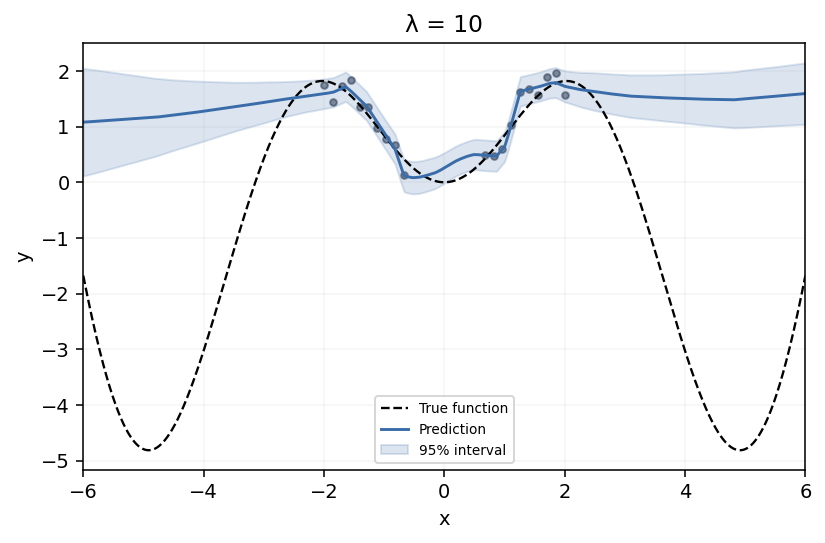 λ = 10
y
2
1
0
−1
−2
−3
−4
−5
True function
Prediction
95% interval
−6 −4 −2 0 2 4 6
x